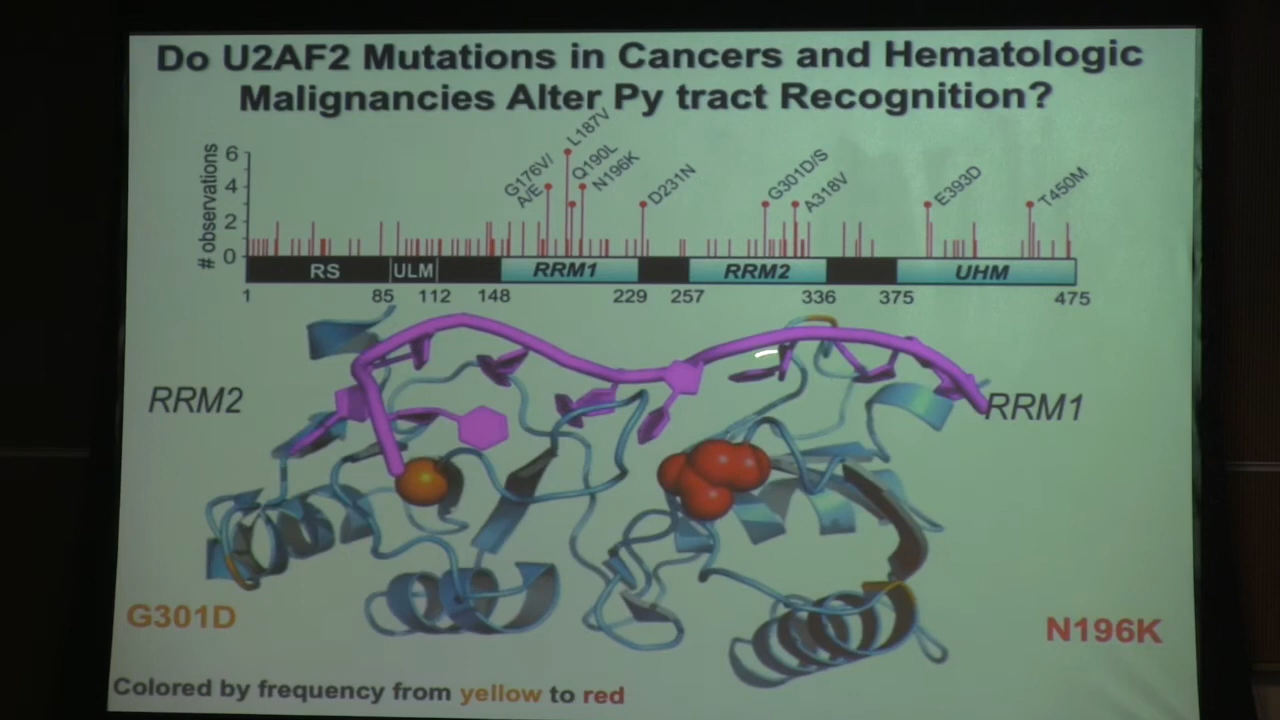 Do U2AF2 Mutations in Cancers and Hematologic
Malignancies Alter Py tract Recognition?
# observations
6
4
2
0
G176V/
A/E
L187V
Q190L
N196K
D231N
G301D/S
A318V
E393D
T450M
RS ULM RRM1 RRM2 UHM
1 85 112 148 229 257 336 375 475
RRM2
RRM1
G301D
N196K
Colored by frequency from yellow to red